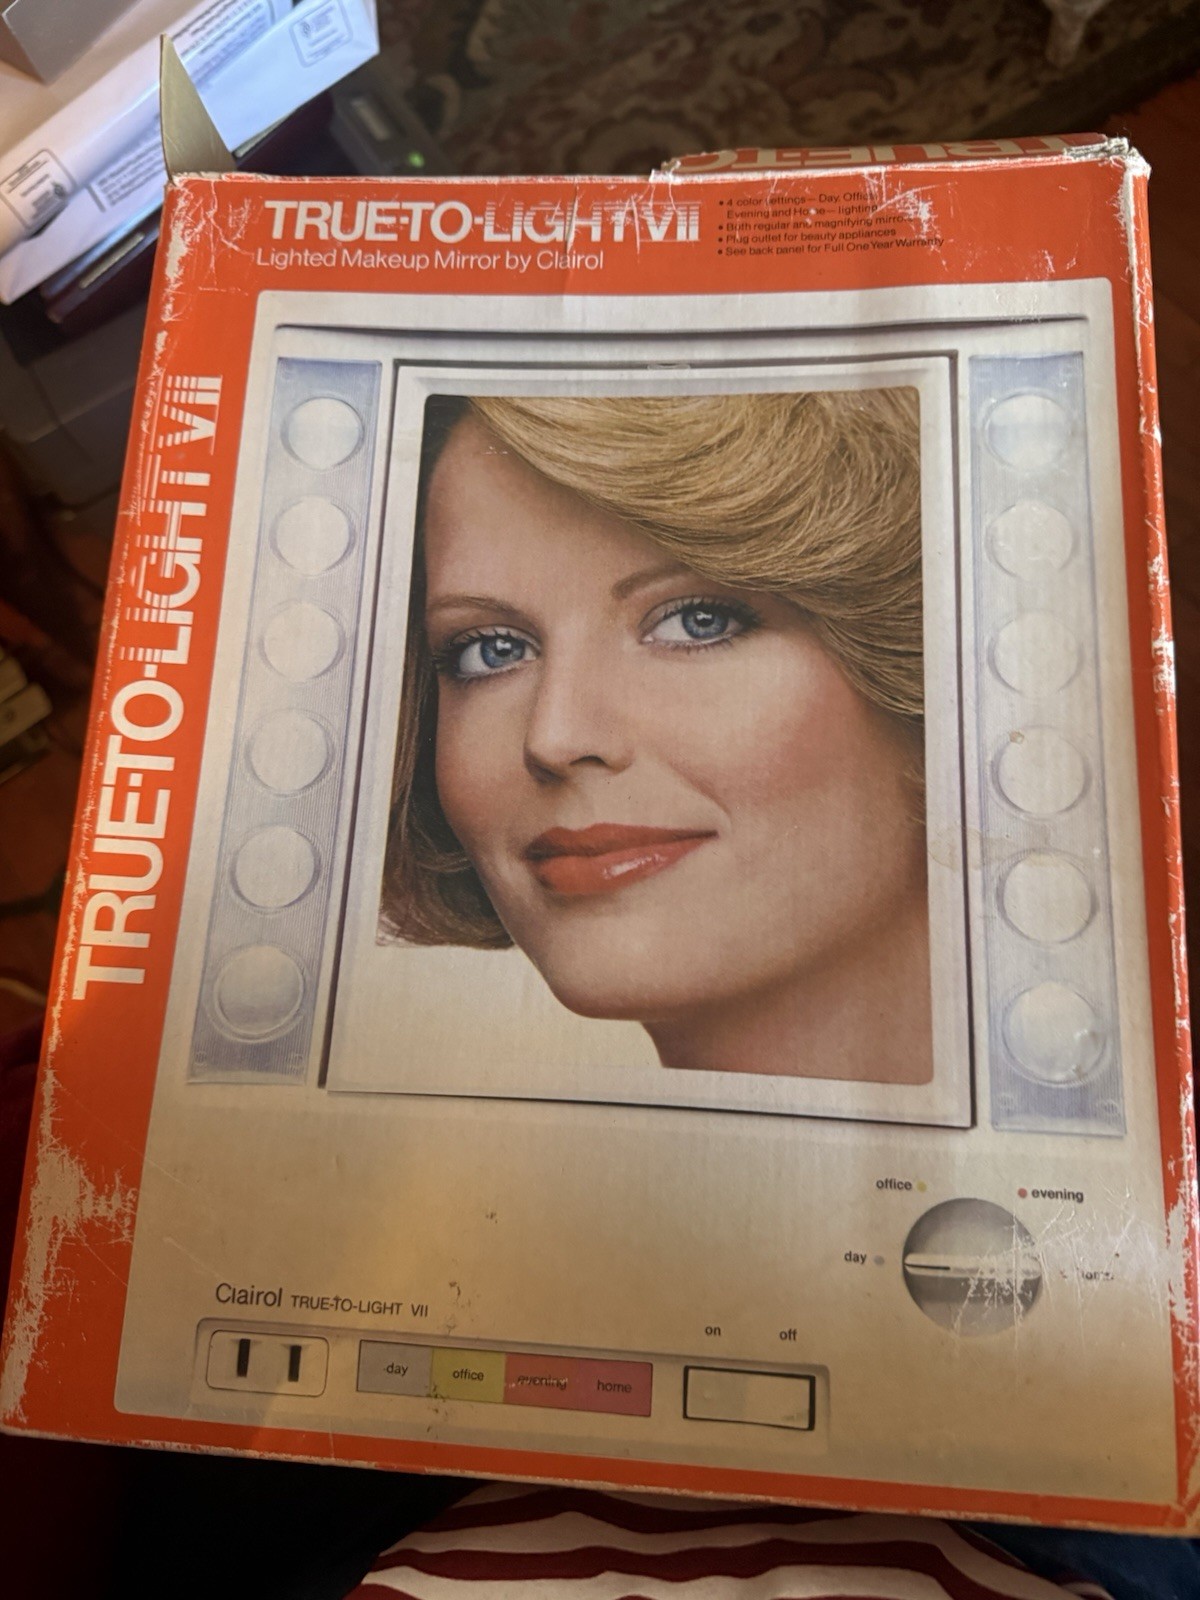 TRUE-TO-LIGHT VII
Lighted Makeup Mirror by Clairol
• 4 color settings — Day, Office
Evening and Home — lighting
• Both regular and magnifying mirrors
• Plug outlet for beauty appliances
• See back panel for Full One Year Warranty
TRUE-TO-LIGHT VII
office
evening
day
home
Clairol TRUE-TO-LIGHT VII
on off
day office evening home